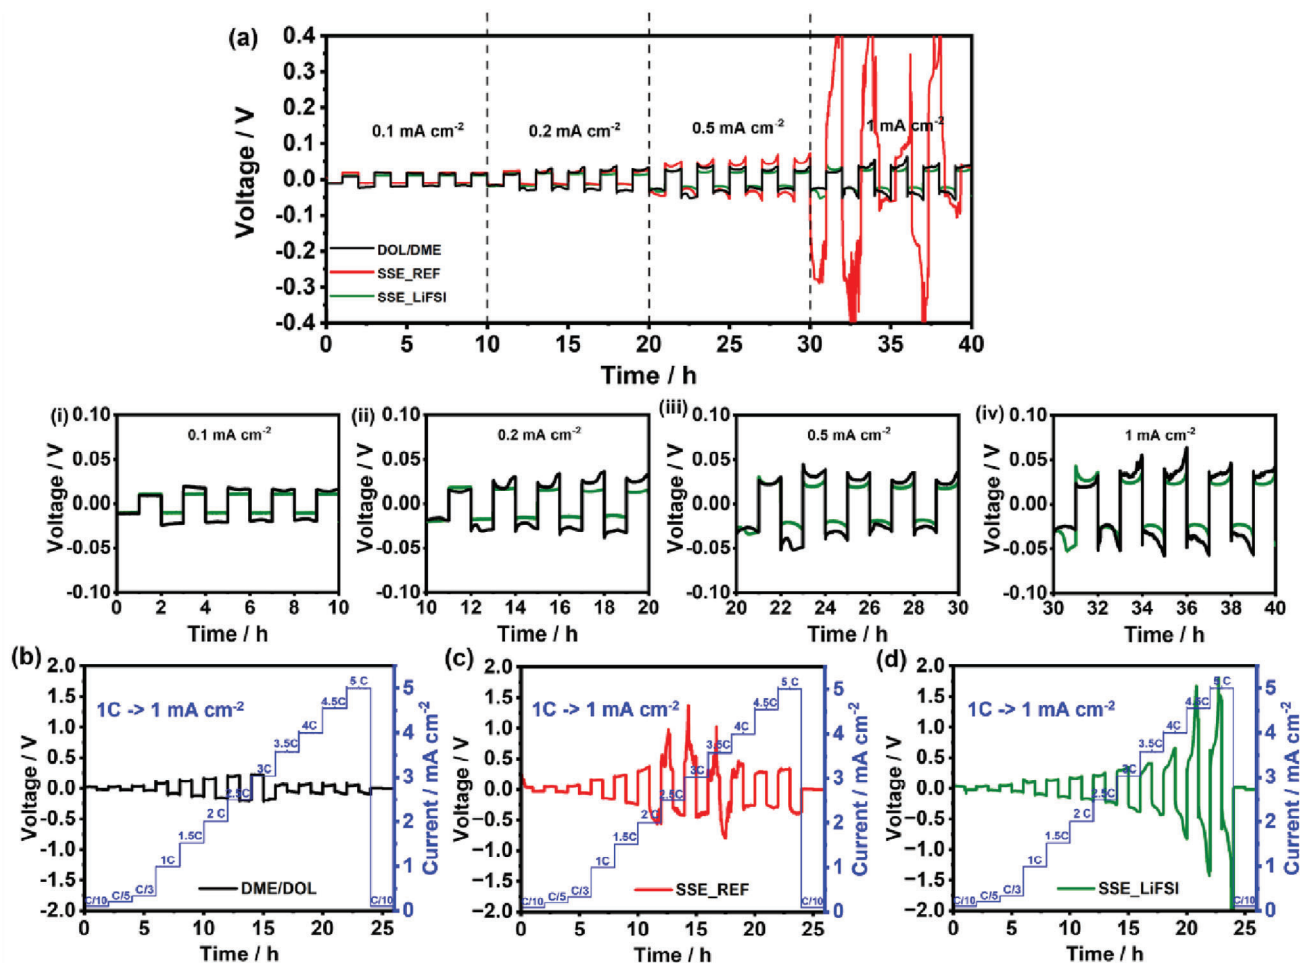 (a)
0.4
0.3
0.2
0.1
0.0
-0.1
-0.2
-0.3
-0.4
Voltage / V
0.1 mA cm-2
0.2 mA cm-2
0.5 mA cm-2
1 mA cm-2
DOL/DME
SSE_REF
SSE_LiFSI
0 5 10 15 20 25 30 35 40
Time / h
(i)
0.10
0.05
0.00
-0.05
-0.10
Voltage / V
0.1 mA cm-2
0 2 4 6 8 10
Time / h
(ii)
0.10
0.05
0.00
-0.05
-0.10
Voltage / V
0.2 mA cm-2
10 12 14 16 18 20
Time / h
(iii)
0.10
0.05
0.00
-0.05
-0.10
Voltage / V
0.5 mA cm-2
20 22 24 26 28 30
Time / h
(iv)
0.10
0.05
0.00
-0.05
-0.10
Voltage / V
1 mA cm-2
30 32 34 36 38 40
Time / h
(b)
2.0
1.5
1.0
0.5
0.0
-0.5
-1.0
-1.5
-2.0
Voltage / V
1C -> 1 mA cm-2
C/10 C/5 C/3 1C 1.5C 2 C 2.5C 3C 3.5C 4C 4.5C 5 C C/10
DME/DOL
5
4
3
2
1
0
Current / mA cm-2
0 5 10 15 20 25
Time / h
(c)
2.0
1.5
1.0
0.5
0.0
−0.5
−1.0
−1.5
−2.0
Voltage / V
1C -> 1 mA cm-2
C/10 C/5 C/3 1C 1.5C 2 C 2.5C 3C 3.5C 4C 4.5C 5 C C/10
SSE_REF
5
4
3
2
1
0
Current / mA cm-2
0 5 10 15 20 25
Time / h
(d)
2.0
1.5
1.0
0.5
0.0
−0.5
−1.0
−1.5
−2.0
Voltage / V
1C -> 1 mA cm-2
C/10 C/5 C/3 1C 1.5C 2 C 2.5C 3C 3.5C 4C 4.5C 5 C C/10
SSE_LiFSI
5
4
3
2
1
0
Current / mA cm-2
0 5 10 15 20 25
Time / h